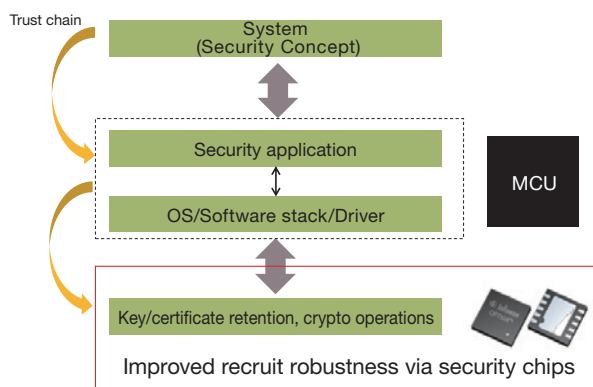 Trust chain
System
(Security Concept)
Security application
MCU
OS/Software stack/Driver
Key/certificate retention, crypto operations
Improved recruit robustness via security chips